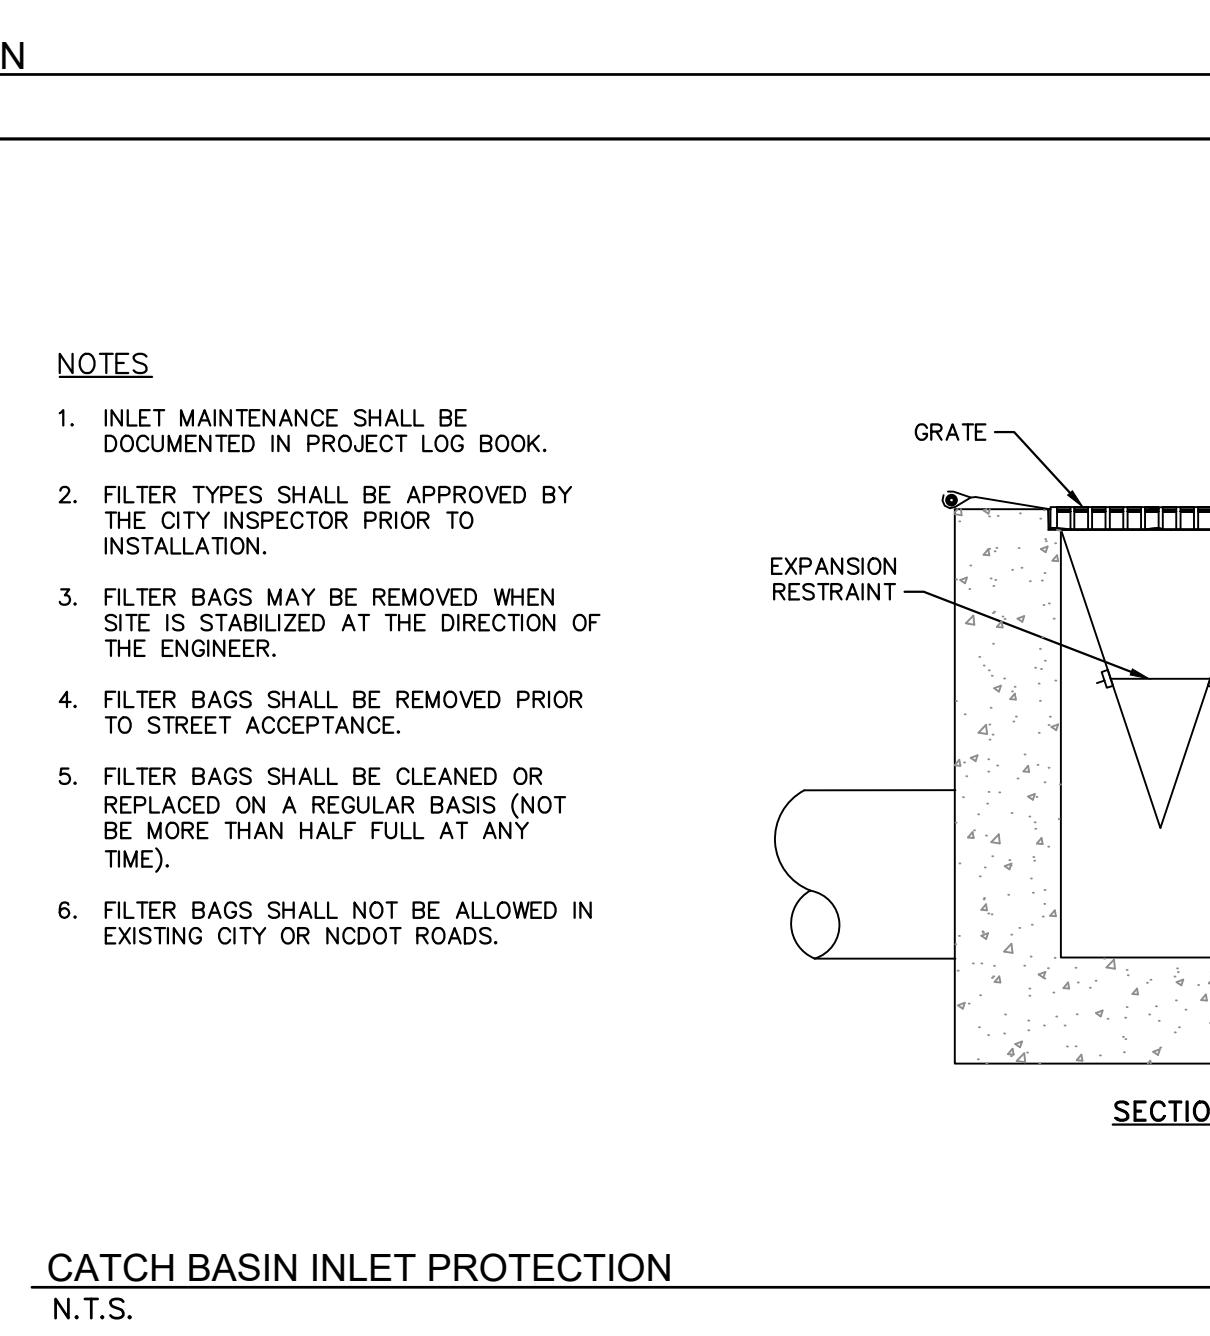 N
NOTES
1. INLET MAINTENANCE SHALL BE
DOCUMENTED IN PROJECT LOG BOOK.
2. FILTER TYPES SHALL BE APPROVED BY
THE CITY INSPECTOR PRIOR TO
INSTALLATION.
3. FILTER BAGS MAY BE REMOVED WHEN
SITE IS STABILIZED AT THE DIRECTION OF
THE ENGINEER.
4. FILTER BAGS SHALL BE REMOVED PRIOR
TO STREET ACCEPTANCE.
5. FILTER BAGS SHALL BE CLEANED OR
REPLACED ON A REGULAR BASIS (NOT
BE MORE THAN HALF FULL AT ANY
TIME).
6. FILTER BAGS SHALL NOT BE ALLOWED IN
EXISTING CITY OR NCDOT ROADS.
GRATE
EXPANSION
RESTRAINT
SECTIO
CATCH BASIN INLET PROTECTION
N.T.S.